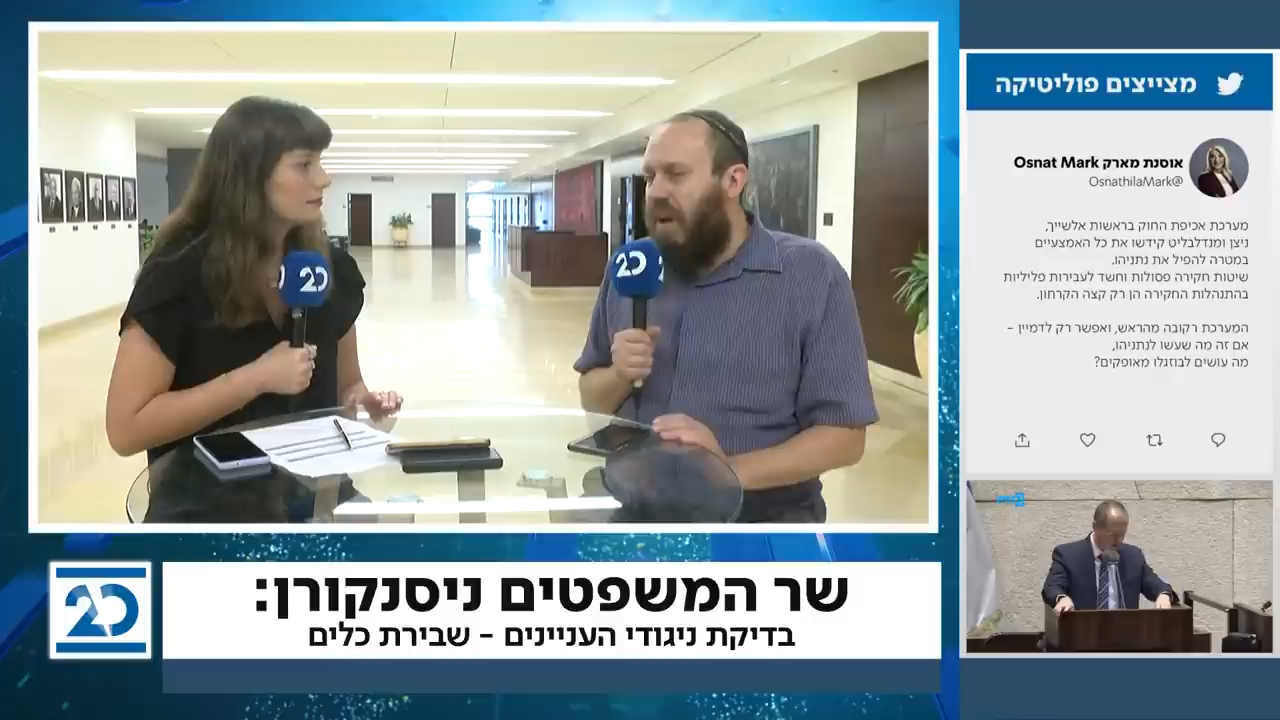 מצייצים פוליטיקה
אוסנת מארק Osnat Mark
@OsnathilaMark
מערכת אכיפת החוק בראשות אלשייך,
ניצן ומנדלבליט קידשו את כל האמצעיים
במטרה להפיל את נתניהו.
שיטות חקירה פסולות וחשד לעבירות פליליות
בהתנהלות החקירה הן רק קצה הקרחון.
המערכת רקובה מהראש, ואפשר רק לדמיין –
אם זה מה שעשו לנתניהו,
מה עושים לבוזגלו מאופקים?
20
20
שר המשפטים ניסנקורן:
בדיקת ניגודי העניינים - שבירת כלים
20